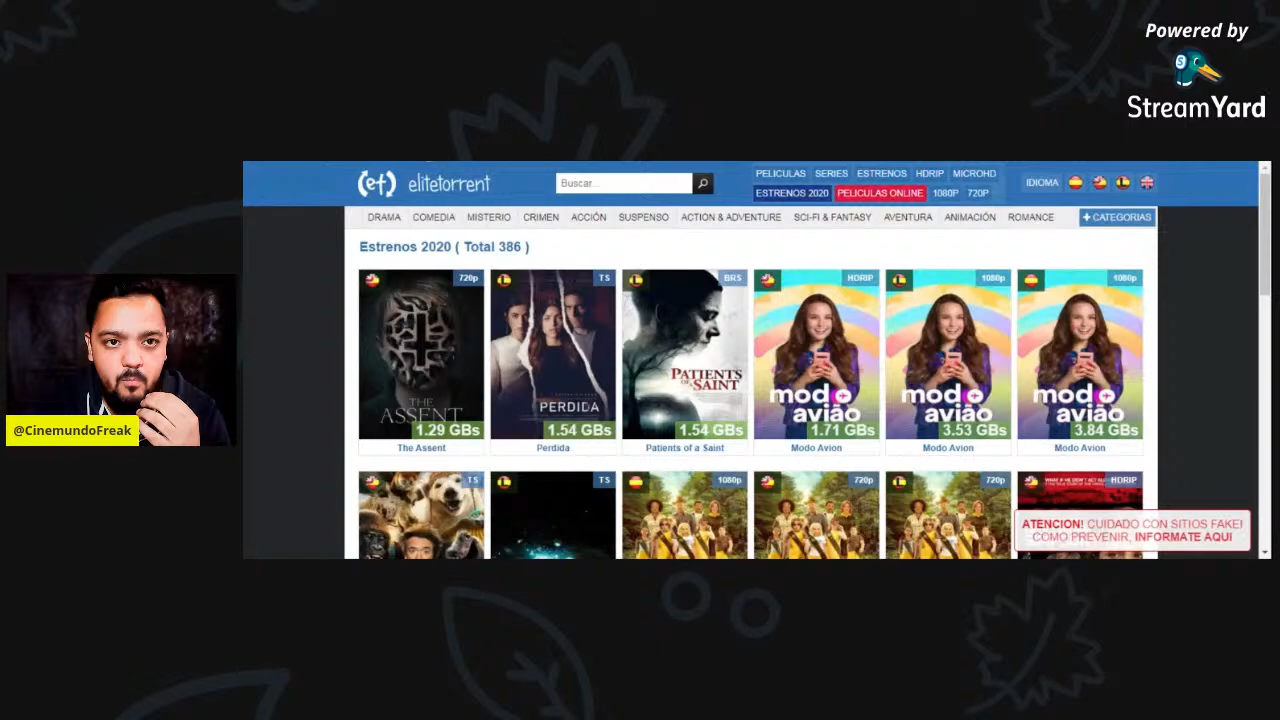 Powered by
StreamYard
(et) elitetorrent
Buscar...
PELICULAS SERIES ESTRENOS HDRIP MICROHD
ESTRENOS 2020 PELICULAS ONLINE 1080P 720P
IDIOMA
DRAMA COMEDIA MISTERIO CRIMEN ACCIÓN SUSPENSO ACTION & ADVENTURE SCI-FI & FANTASY AVENTURA ANIMACIÓN ROMANCE + CATEGORIAS
Estrenos 2020 ( Total 386 )
720p TS BRS HDRIP 1080p 1080p
THE
ASSENT
PERDIDA
PATIENTS
OF A SAINT
modo
avião
modo
avião
modo
avião
1.29 GBs 1.54 GBs 1.54 GBs 1.71 GBs 3.53 GBs 3.84 GBs
The Assent Perdida Patients of a Saint Modo Avion Modo Avion Modo Avion
@CinemundoFreak
TS TS 1080p 720p 720p HDRIP
ATENCION! CUIDADO CON SITIOS FAKE!
COMO PREVENIR, INFORMATE AQUI